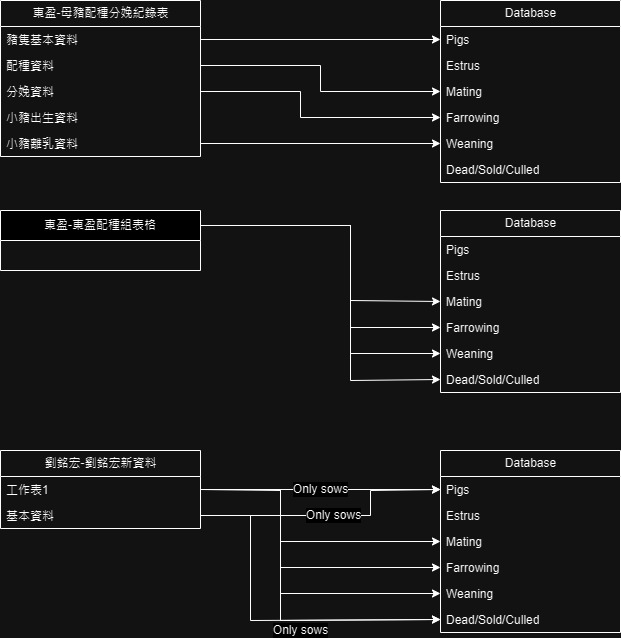 東盈-母豬配種分娩紀錄表
豬隻基本資料
配種資料
分娩資料
小豬出生資料
小豬離乳資料
Database
Pigs
Estrus
Mating
Farrowing
Weaning
Dead/Sold/Culled
東盈-東盈配種組表格
Database
Pigs
Estrus
Mating
Farrowing
Weaning
Dead/Sold/Culled
劉銘宏-劉銘宏新資料
工作表1
基本資料
Only sows
Only sows
Only sows
Database
Pigs
Estrus
Mating
Farrowing
Weaning
Dead/Sold/Culled